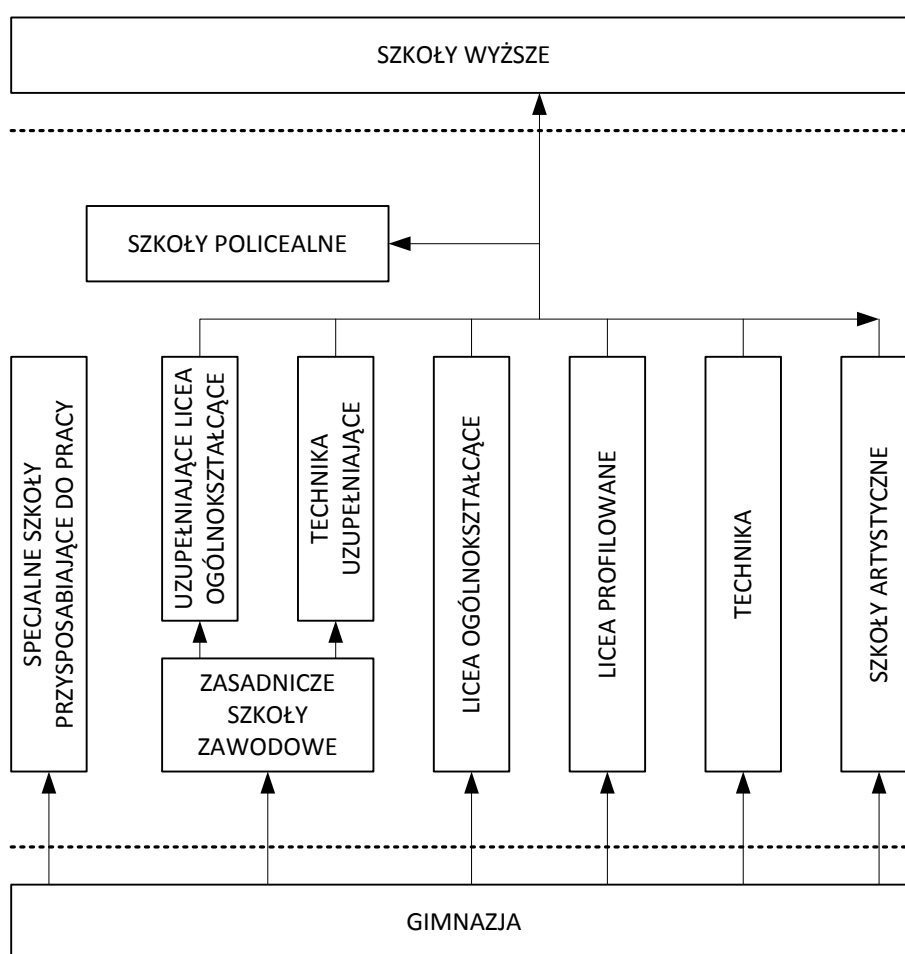 SZKOŁY WYŻSZE
SZKOŁY POLICEALNE
SPECJALNE SZKOŁY
PRZYSPOSABIAJĄCE DO PRACY
UZUPEŁNIAJĄCE LICEA
OGÓLNOKSZTAŁCĄCE
TECHNIKA
UZUPEŁNIAJĄCE
LICEA OGÓLNOKSZTAŁCĄCE
LICEA PROFILOWANE
TECHNIKA
SZKOŁY ARTYSTYCZNE
ZASADNICZE
SZKOŁY
ZAWODOWE
GIMNAZJA